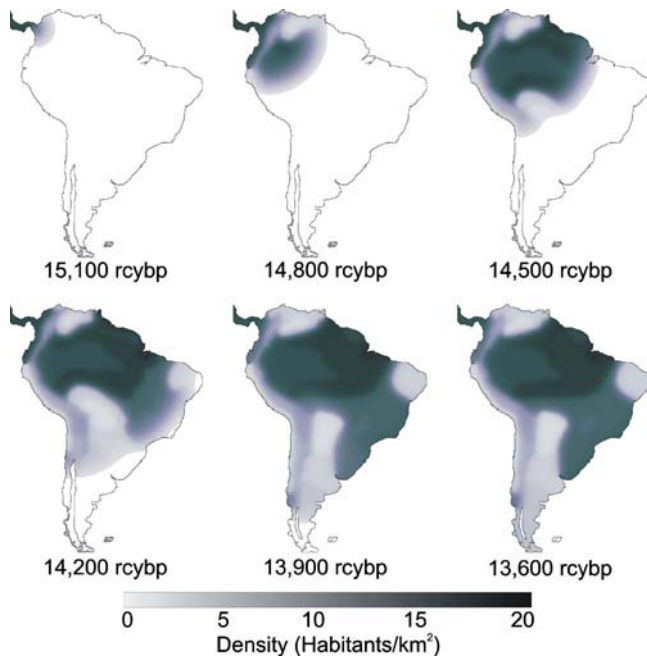 15,100 rcybp
14,800 rcybp
14,500 rcybp
14,200 rcybp
13,900 rcybp
13,600 rcybp
0 5 10 15 20
Density (Habitants/km²)